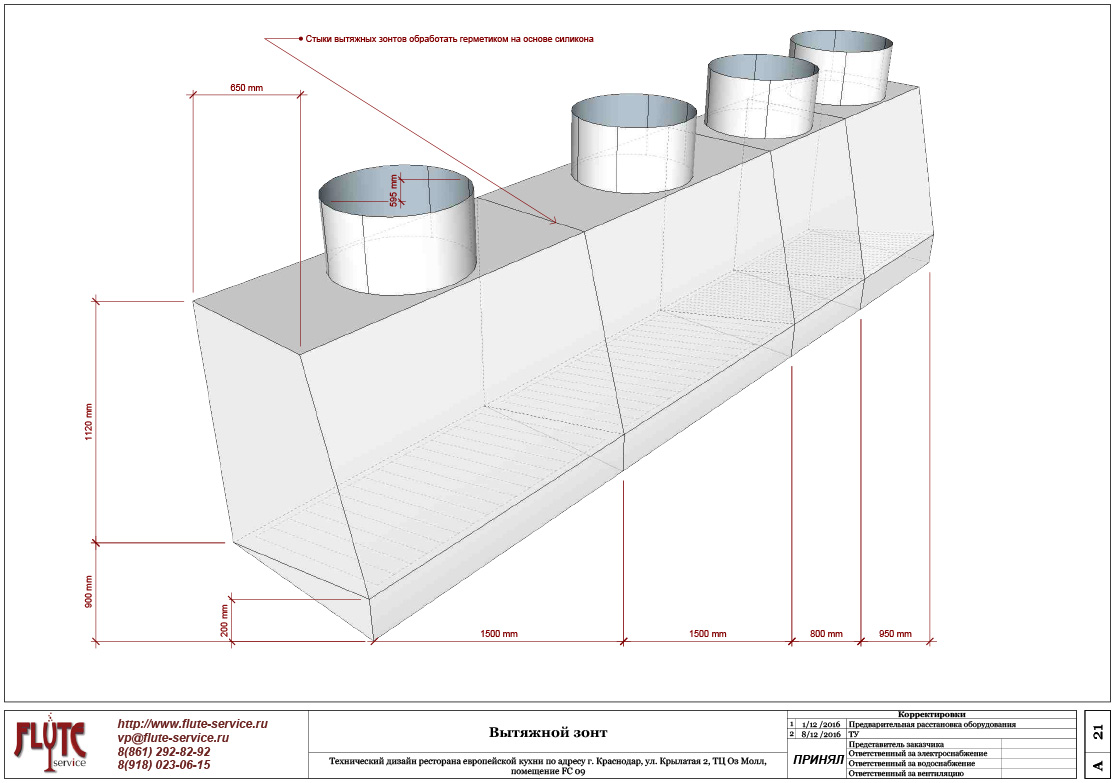 Стыки вытяжных зонтов обработать герметиком на основе силикона
650 mm
595 mm
1120 mm
900 mm
200 mm
1500 mm
1500 mm
800 mm
950 mm
FLUTE
service
http://www.flute-service.ru
vp@flute-service.ru
8(861) 292-82-92
8(918) 023-06-15
Вытяжной зонт
Технический дизайн ресторана европейской кухни по адресу г. Краснодар, ул. Крылатая 2, ТЦ Оз Молл,
помещение FC 09
Корректировки
1 1/12 /2016 Предварительная расстановка оборудования
2 8/12 /2016 ТУ
ПРИНЯЛ
Представитель заказчика
Ответственный за электроснабжение
Ответственный за водоснабжение
Ответственный за вентиляцию
21
A